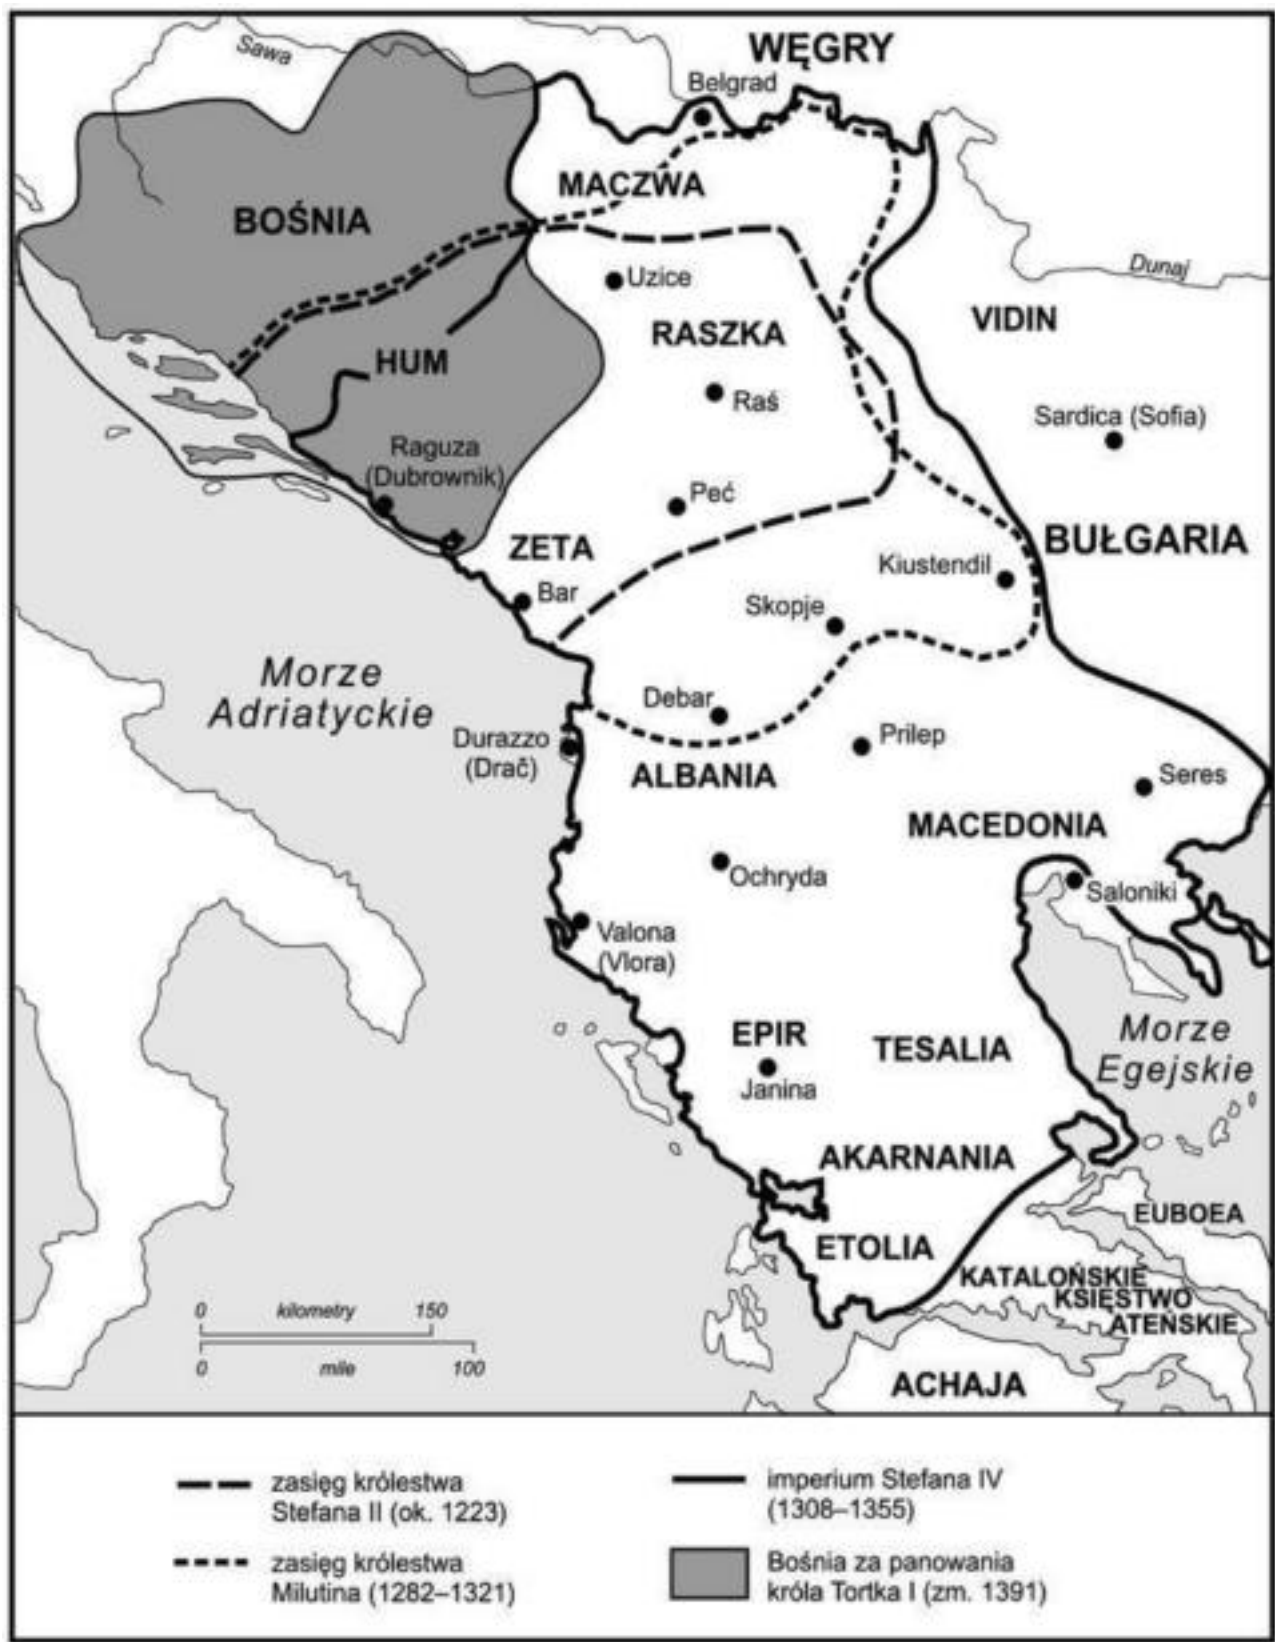 WĘGRY
Sawa
Belgrad
MACZWA
BOŚNIA
Dunaj
Uzice
VIDIN
RASZKA
HUM
Raś
Sardica (Sofia)
Raguza
(Dubrownik)
Peć
BUŁGARIA
ZETA
Kiustendil
Bar
Skopje
Morze
Adriatyckie
Debar
Durazzo
(Drač)
Prilep
ALBANIA
Seres
MACEDONIA
Ochryda
Saloniki
Valona
(Vlora)
EPIR
TESALIA
Morze
Egejskie
Janina
AKARNANIA
EUBOEA
ETOLIA
KATALOŃSKIE
KSIĘSTWO
ATEŃSKIE
0 kilometry 150
0 mile 100
ACHAJA
zasięg królestwa
Stefana II (ok. 1223)
zasięg królestwa
Milutina (1282–1321)
imperium Stefana IV
(1308–1355)
Bośnia za panowania
króla Tortka I (zm. 1391)